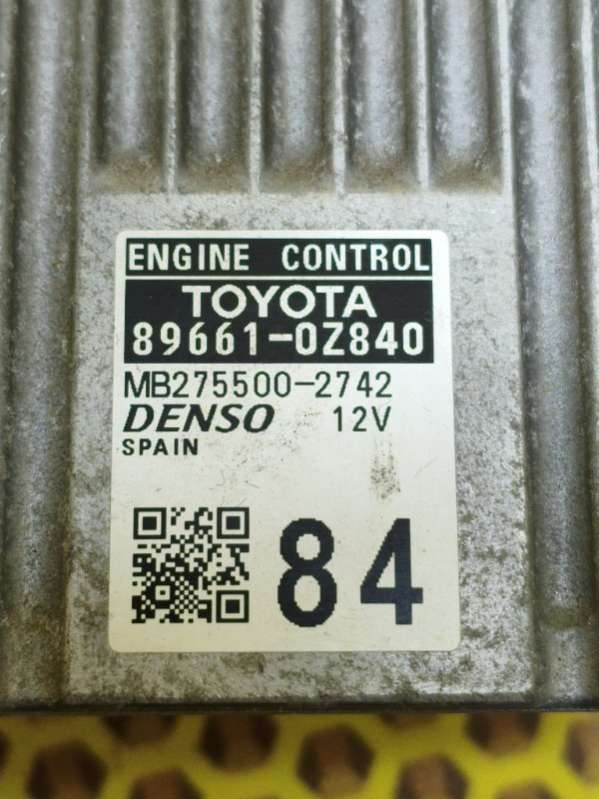 ENGINE CONTROL
TOYOTA
89661-0Z840
MB275500-2742
DENSO 12V
SPAIN
84